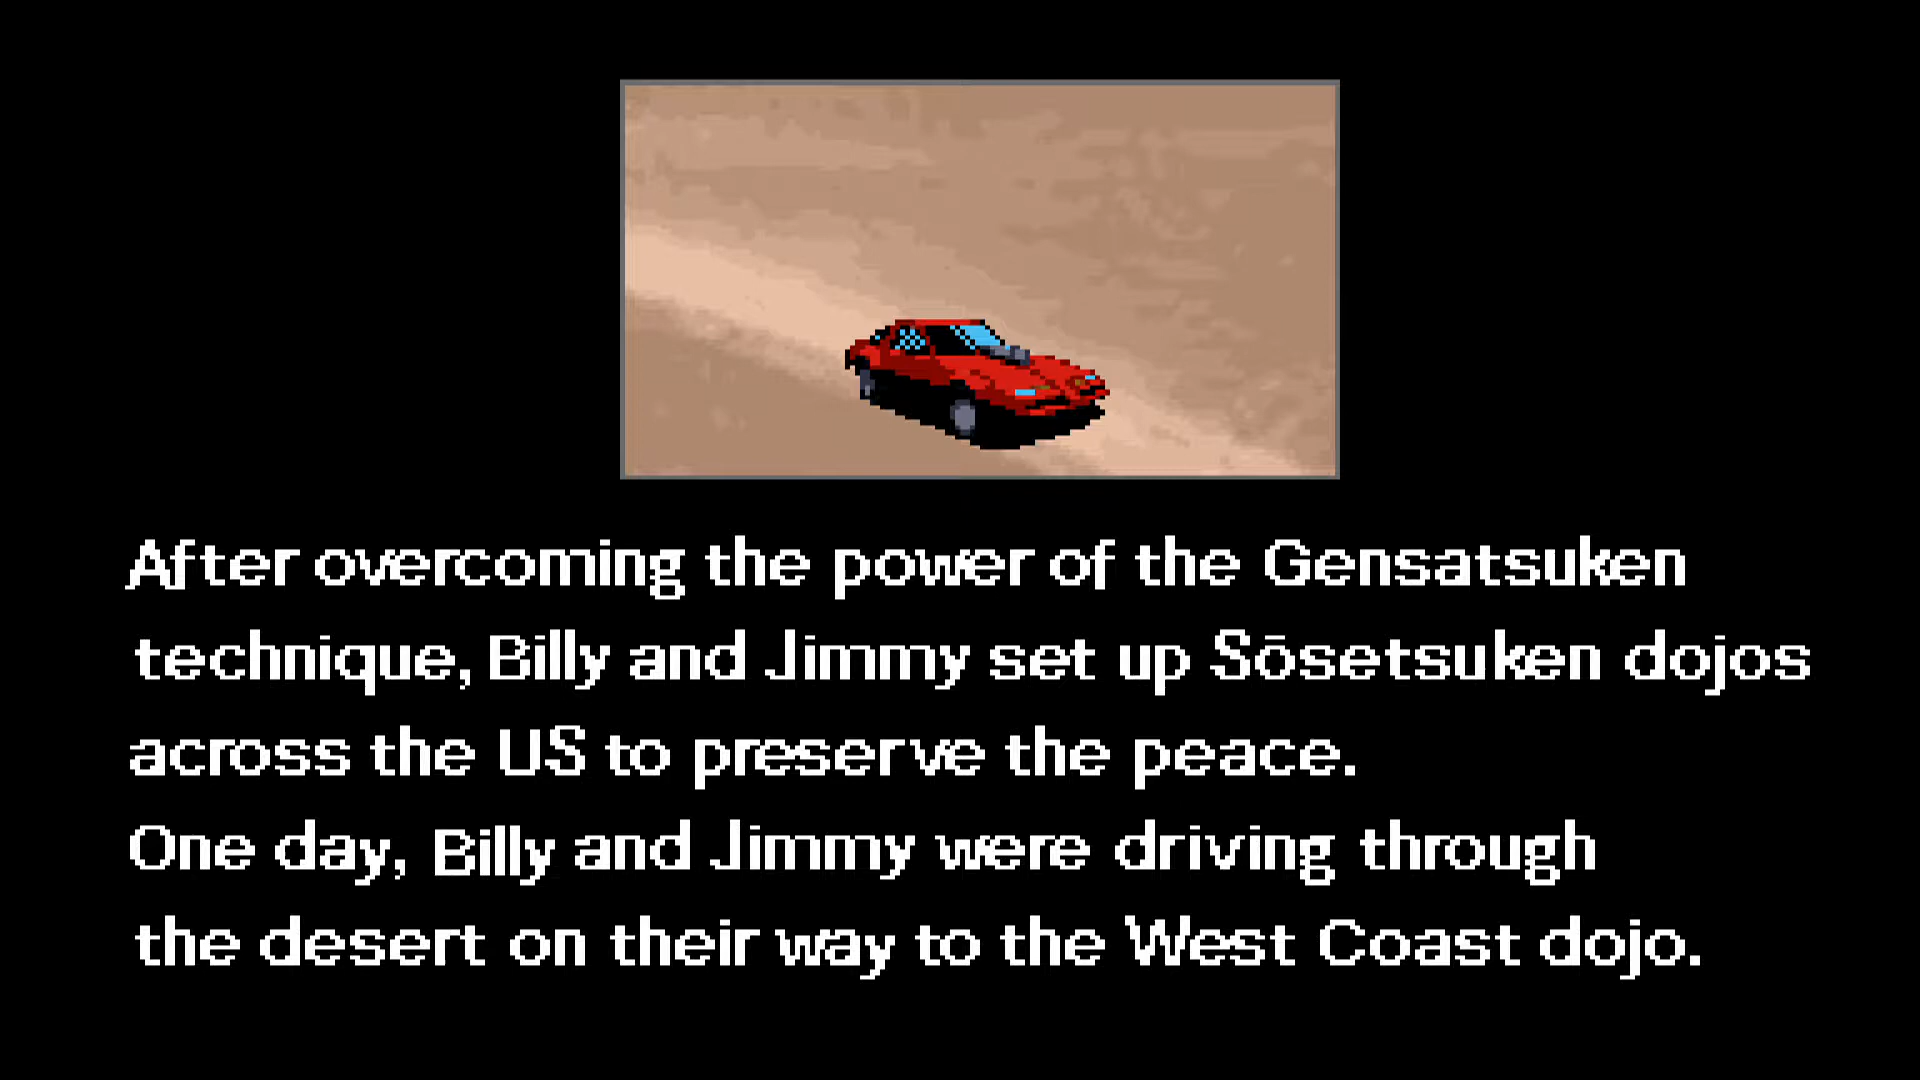 After overcoming the power of the Gensatsuken
technique, Billy and Jimmy set up Sōsetsuken dojos
across the US to preserve the peace.
One day, Billy and Jimmy were driving through
the desert on their way to the West Coast dojo.